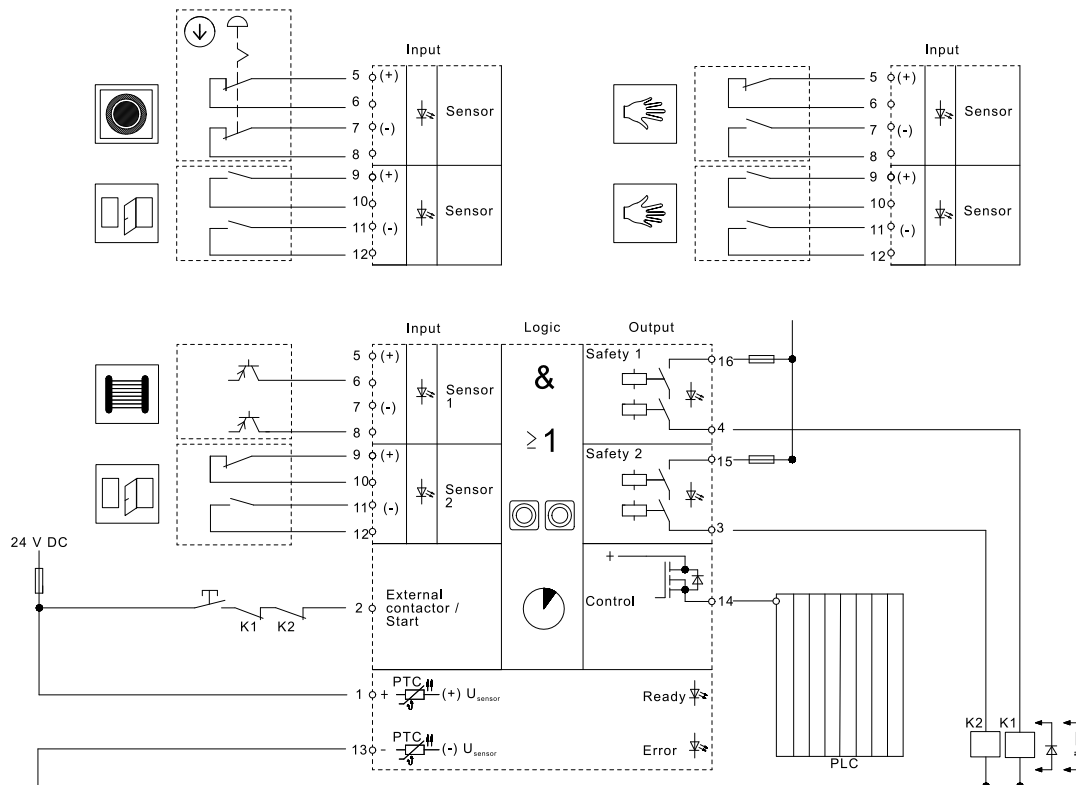 Input
5 (+)
6
Sensor
7 (-)
8
9 (+)
10
Sensor
11 (-)
12
Input
5 (+)
6
Sensor
7 (-)
8
9 (+)
10
Sensor
11 (-)
12
Input Logic Output
5 (+)
6
Sensor
1
7 (-)
8
9 (+)
10
Sensor
2
11 (-)
12
&
≥1
Safety 1
16
4
Safety 2
15
3
24 V DC
K1 K2
2
External
contactor /
Start
+
Control
14
PLC
1 + PTC (+) Usensor
Ready
13 - PTC (-) Usensor
Error
K2 K1